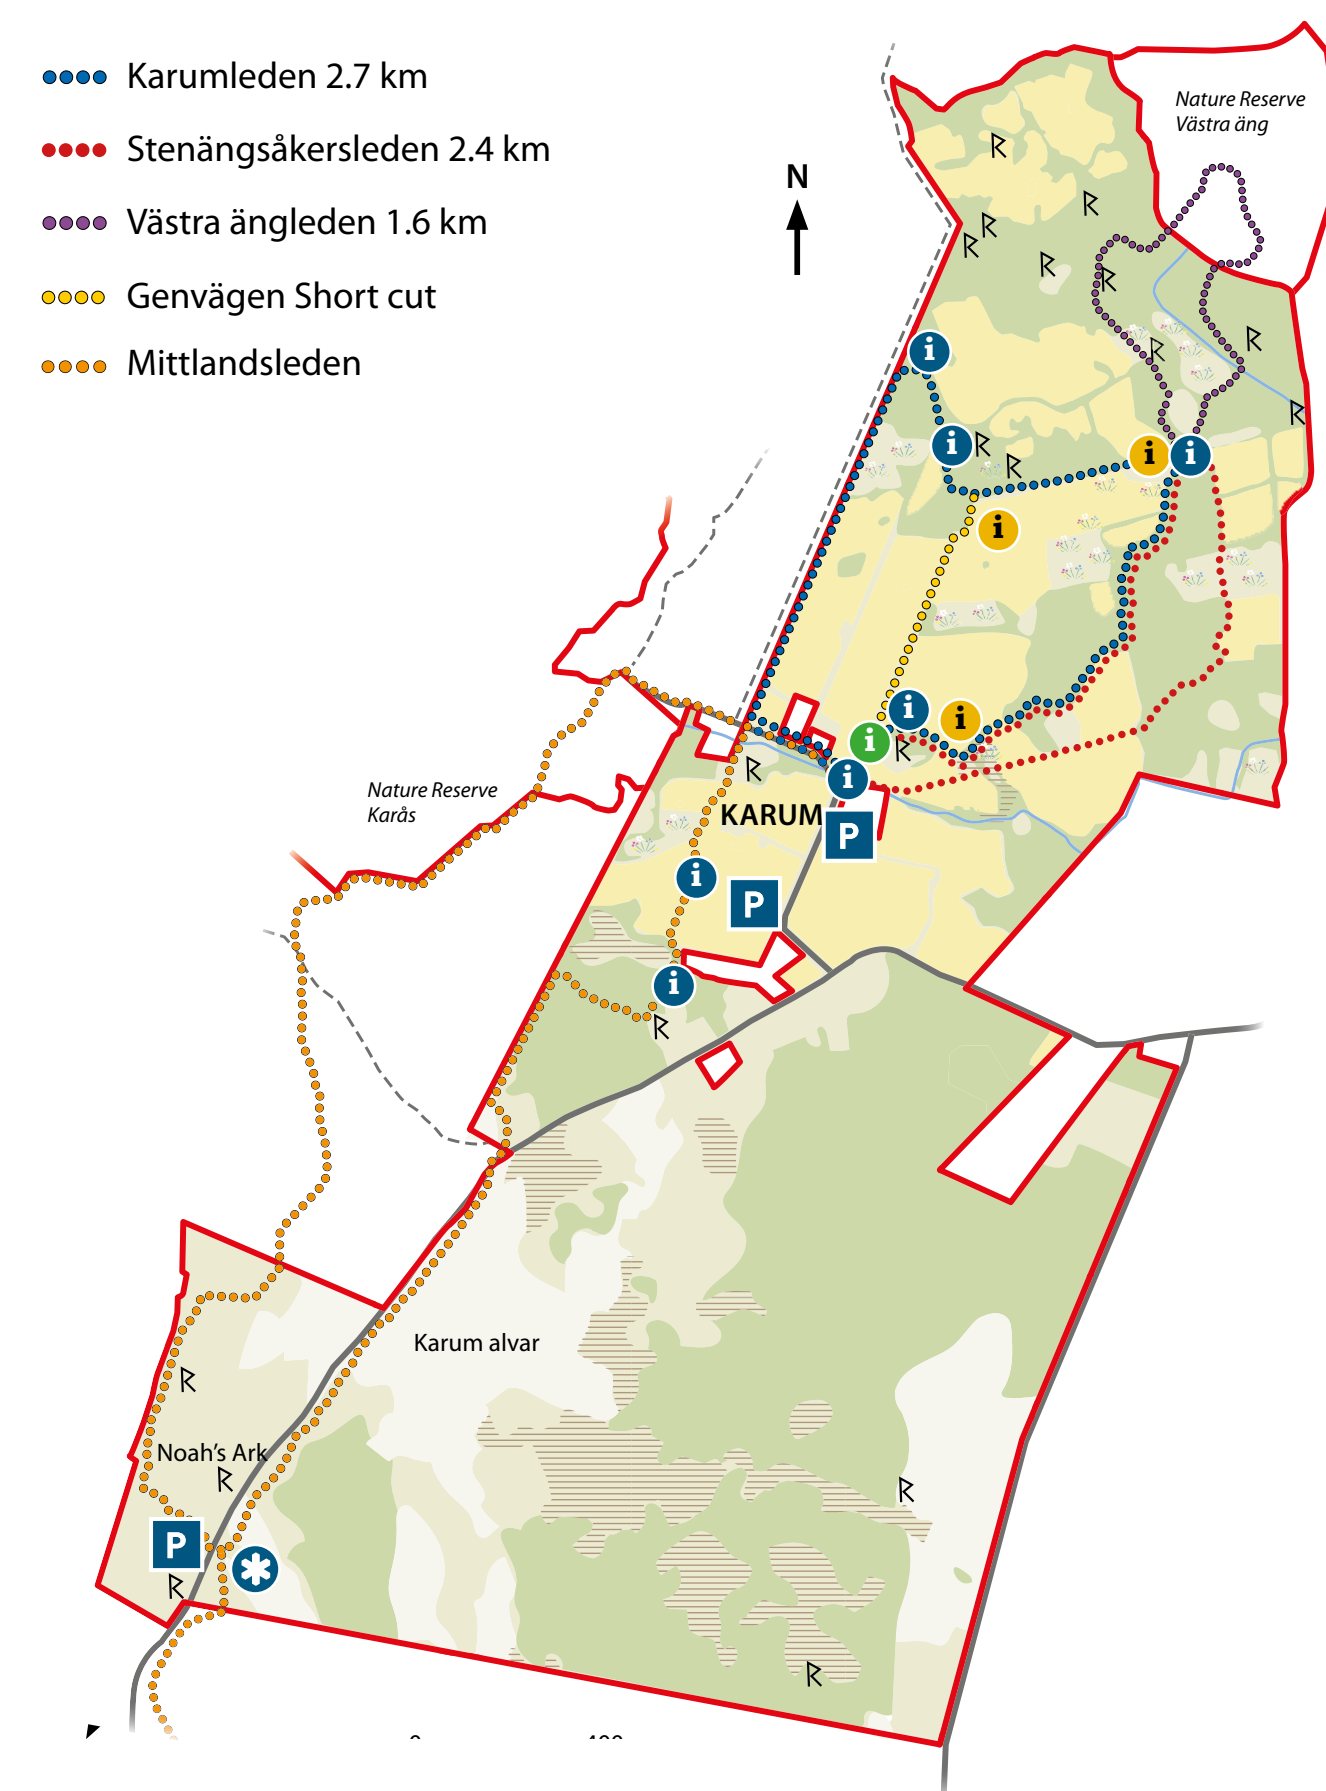 Karumleden 2.7 km
Stenängsåkersleden 2.4 km
Västra ängleden 1.6 km
Genvägen Short cut
Mittlandsleden
N
Nature Reserve
Västra äng
i
i
i
i
i
i
i
i
i
Nature Reserve
Karås
KARUM
P
i
P
i
Karum alvar
Noah's Ark
P